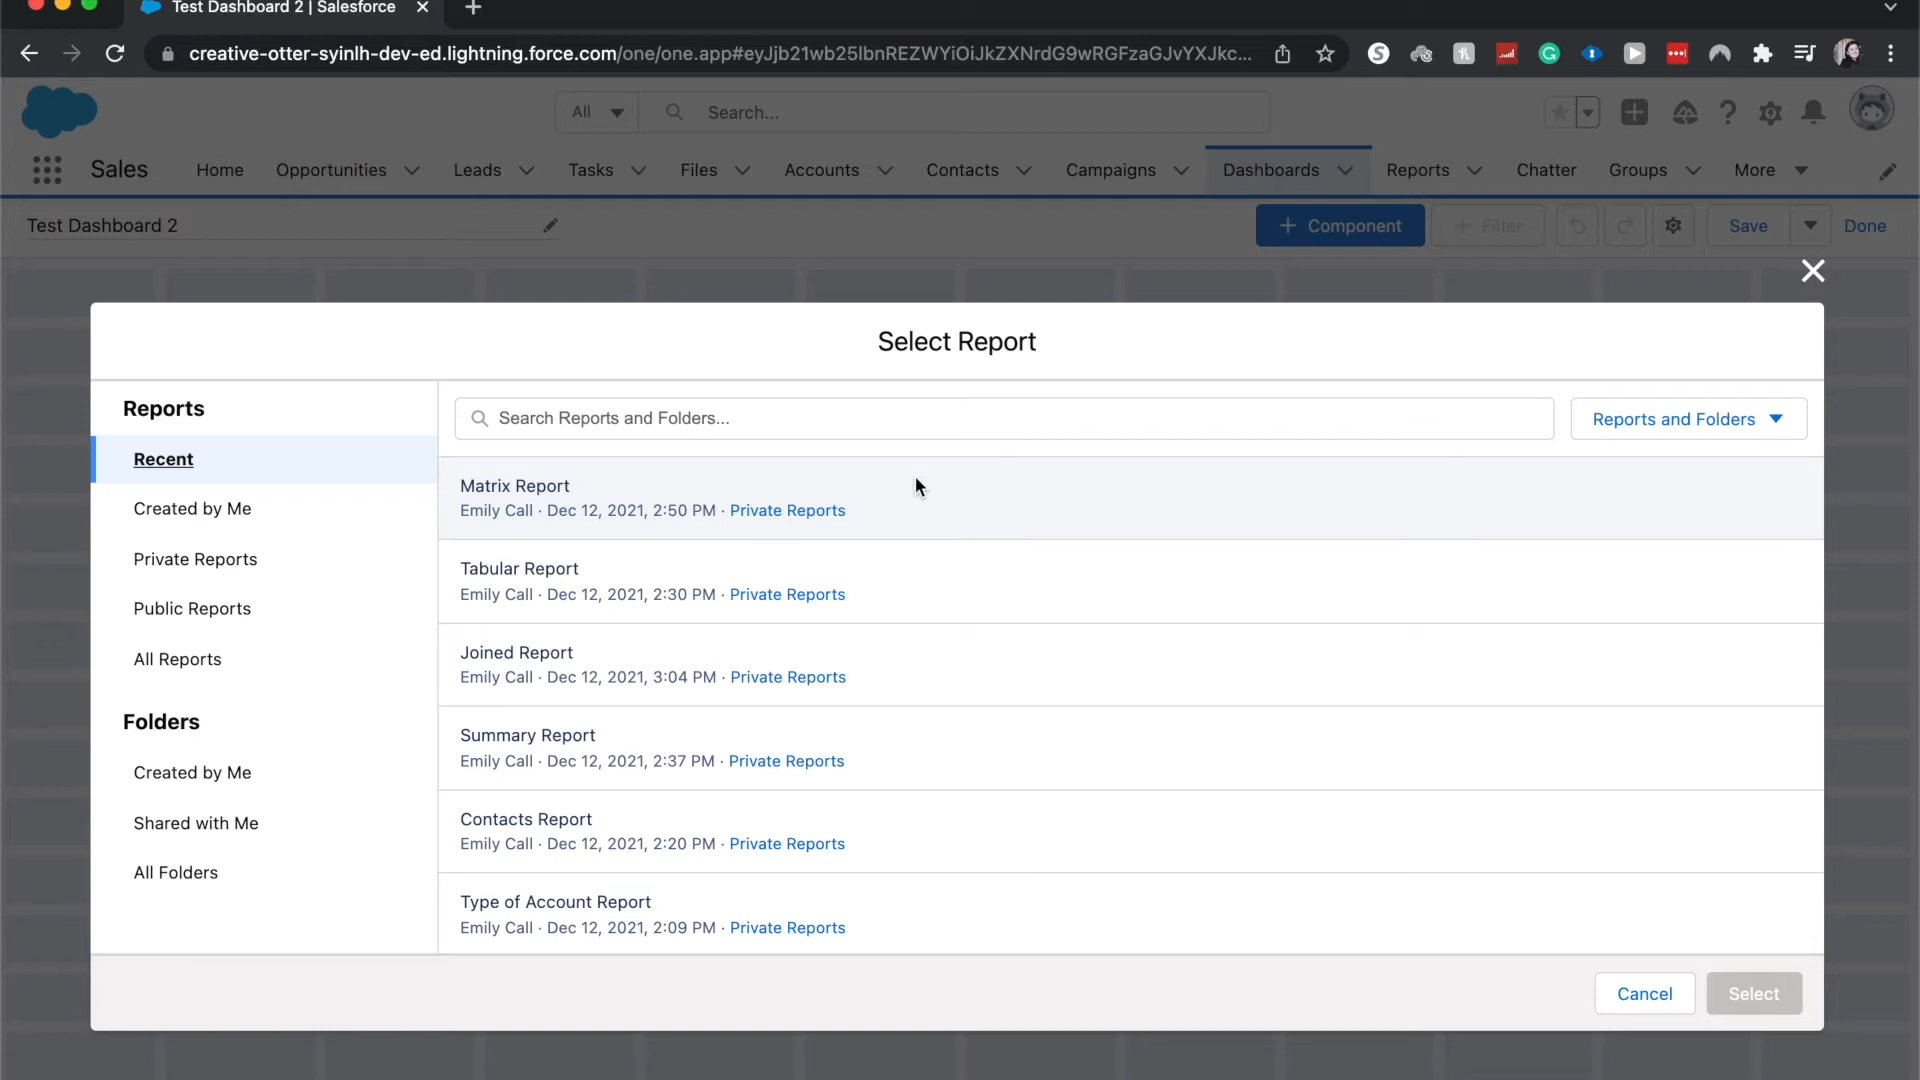 Test Dashboard 2 | Salesforce
creative-otter-syinlh-dev-ed.lightning.force.com/one/one.app#eyJjb21wb25lbnREZWYiOiJkZXNrdG9wRGFzaGJvYXJkc...
All Search...
Sales Home Opportunities Leads Tasks Files Accounts Contacts Campaigns Dashboards Reports Chatter Groups More
Test Dashboard 2 + Component + Filter Save Done
Select Report
Reports
Recent
Created by Me
Private Reports
Public Reports
All Reports
Folders
Created by Me
Shared with Me
All Folders
Search Reports and Folders... Reports and Folders
Matrix Report
Emily Call · Dec 12, 2021, 2:50 PM · Private Reports
Tabular Report
Emily Call · Dec 12, 2021, 2:30 PM · Private Reports
Joined Report
Emily Call · Dec 12, 2021, 3:04 PM · Private Reports
Summary Report
Emily Call · Dec 12, 2021, 2:37 PM · Private Reports
Contacts Report
Emily Call · Dec 12, 2021, 2:20 PM · Private Reports
Type of Account Report
Emily Call · Dec 12, 2021, 2:09 PM · Private Reports
Cancel Select